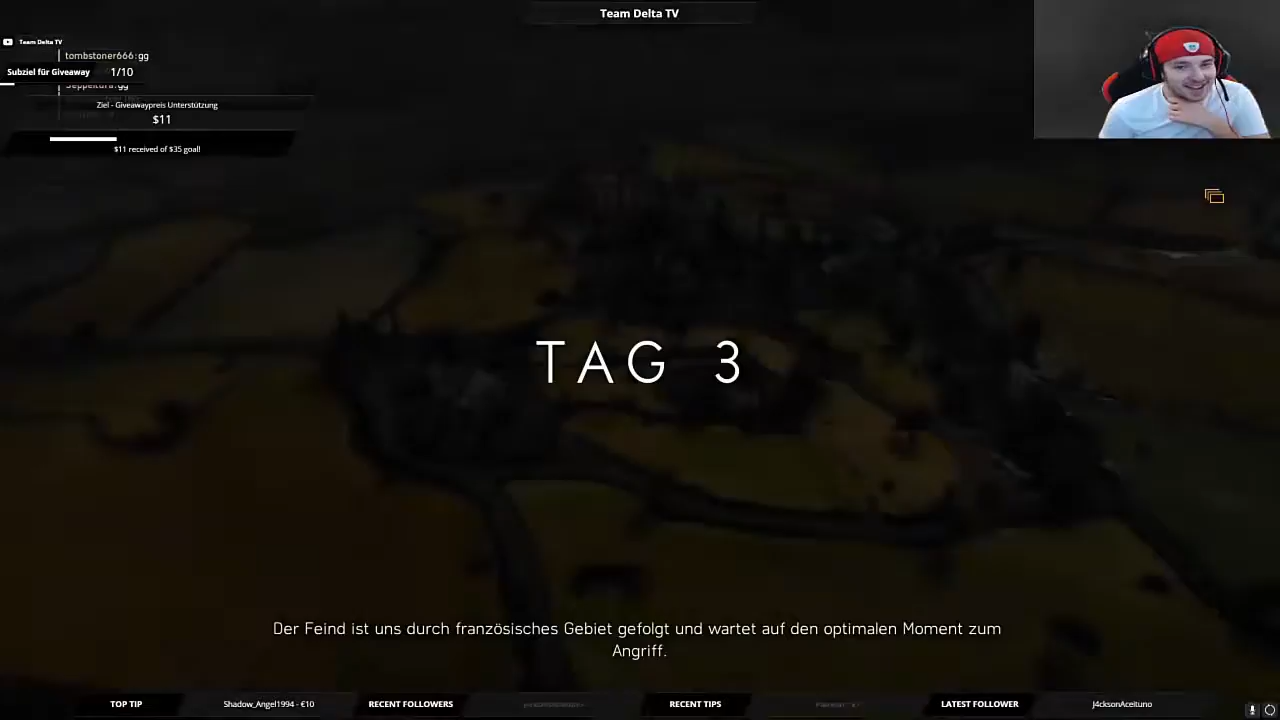 Team Delta TV
Team Delta TV
tombstoner666: gg
Subziel für Giveaway 1/10
gg
Ziel - Giveawaypreis Unterstützung
$11
$11 received of $35 goal!
TAG 3
Der Feind ist uns durch französisches Gebiet gefolgt und wartet auf den optimalen Moment zum
Angriff.
TOP TIP Shadow_Angel1994 - €10 RECENT FOLLOWERS RECENT TIPS LATEST FOLLOWER J4cksonAceituno